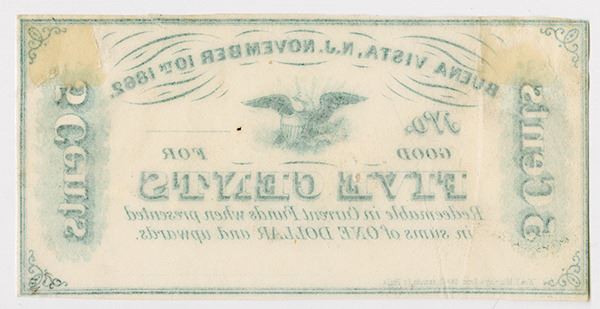 BUENA VISTA, N.J. NOVEMBER 10TH 1862.
No.
GOOD FOR
FIVE CENTS
Redeemable in Current Funds when presented
in sums of ONE DOLLAR and upwards.
5 Cents
5 Cents